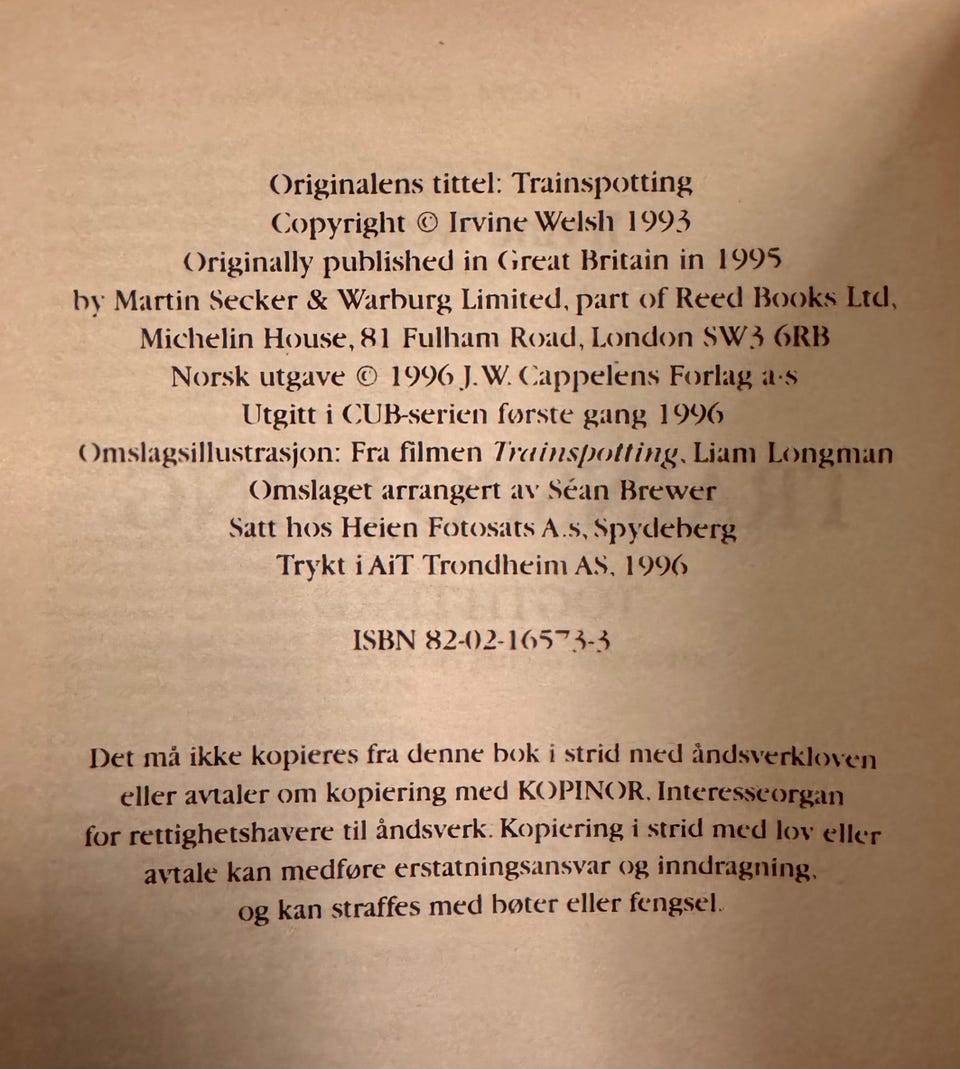 Originalens tittel: Trainspotting
Copyright © Irvine Welsh 1993
Originally published in Great Britain in 1995
by Martin Secker & Warburg Limited, part of Reed Books Ltd,
Michelin House, 81 Fulham Road, London SW3 6RB
Norsk utgave © 1996 J.W. Cappelens Forlag a·s
Utgitt i CUB-serien første gang 1996
Omslagsillustrasjon: Fra filmen Trainspotting, Liam Longman
Omslaget arrangert av Séan Brewer
Satt hos Heien Fotosats A.s, Spydeberg
Trykt i AiT Trondheim AS, 1996
ISBN 82-02-16573-3
Det må ikke kopieres fra denne bok i strid med åndsverkloven
eller avtaler om kopiering med KOPINOR. Interesseorgan
for rettighetshavere til åndsverk. Kopiering i strid med lov eller
avtale kan medføre erstatningsansvar og inndragning,
og kan straffes med bøter eller fengsel.